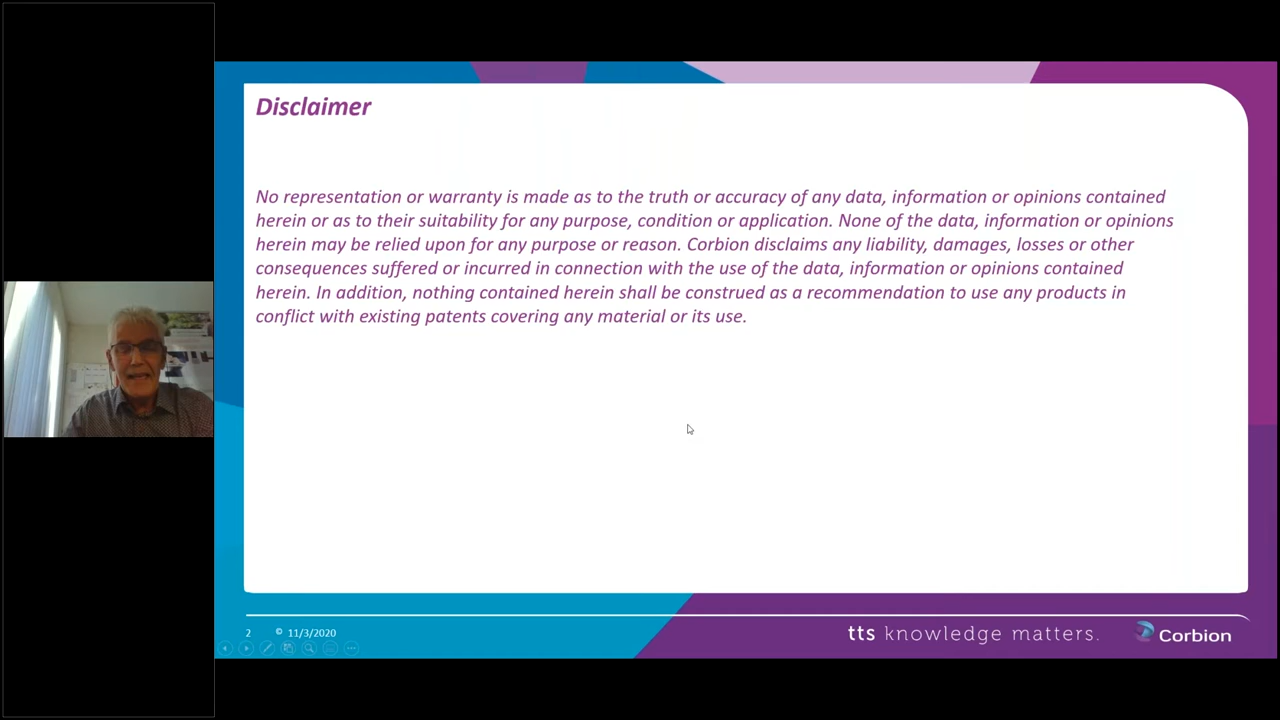 Disclaimer
No representation or warranty is made as to the truth or accuracy of any data, information or opinions contained
herein or as to their suitability for any purpose, condition or application. None of the data, information or opinions
herein may be relied upon for any purpose or reason. Corbion disclaims any liability, damages, losses or other
consequences suffered or incurred in connection with the use of the data, information or opinions contained
herein. In addition, nothing contained herein shall be construed as a recommendation to use any products in
conflict with existing patents covering any material or its use.
2 © 11/3/2020
tts knowledge matters.
Corbion